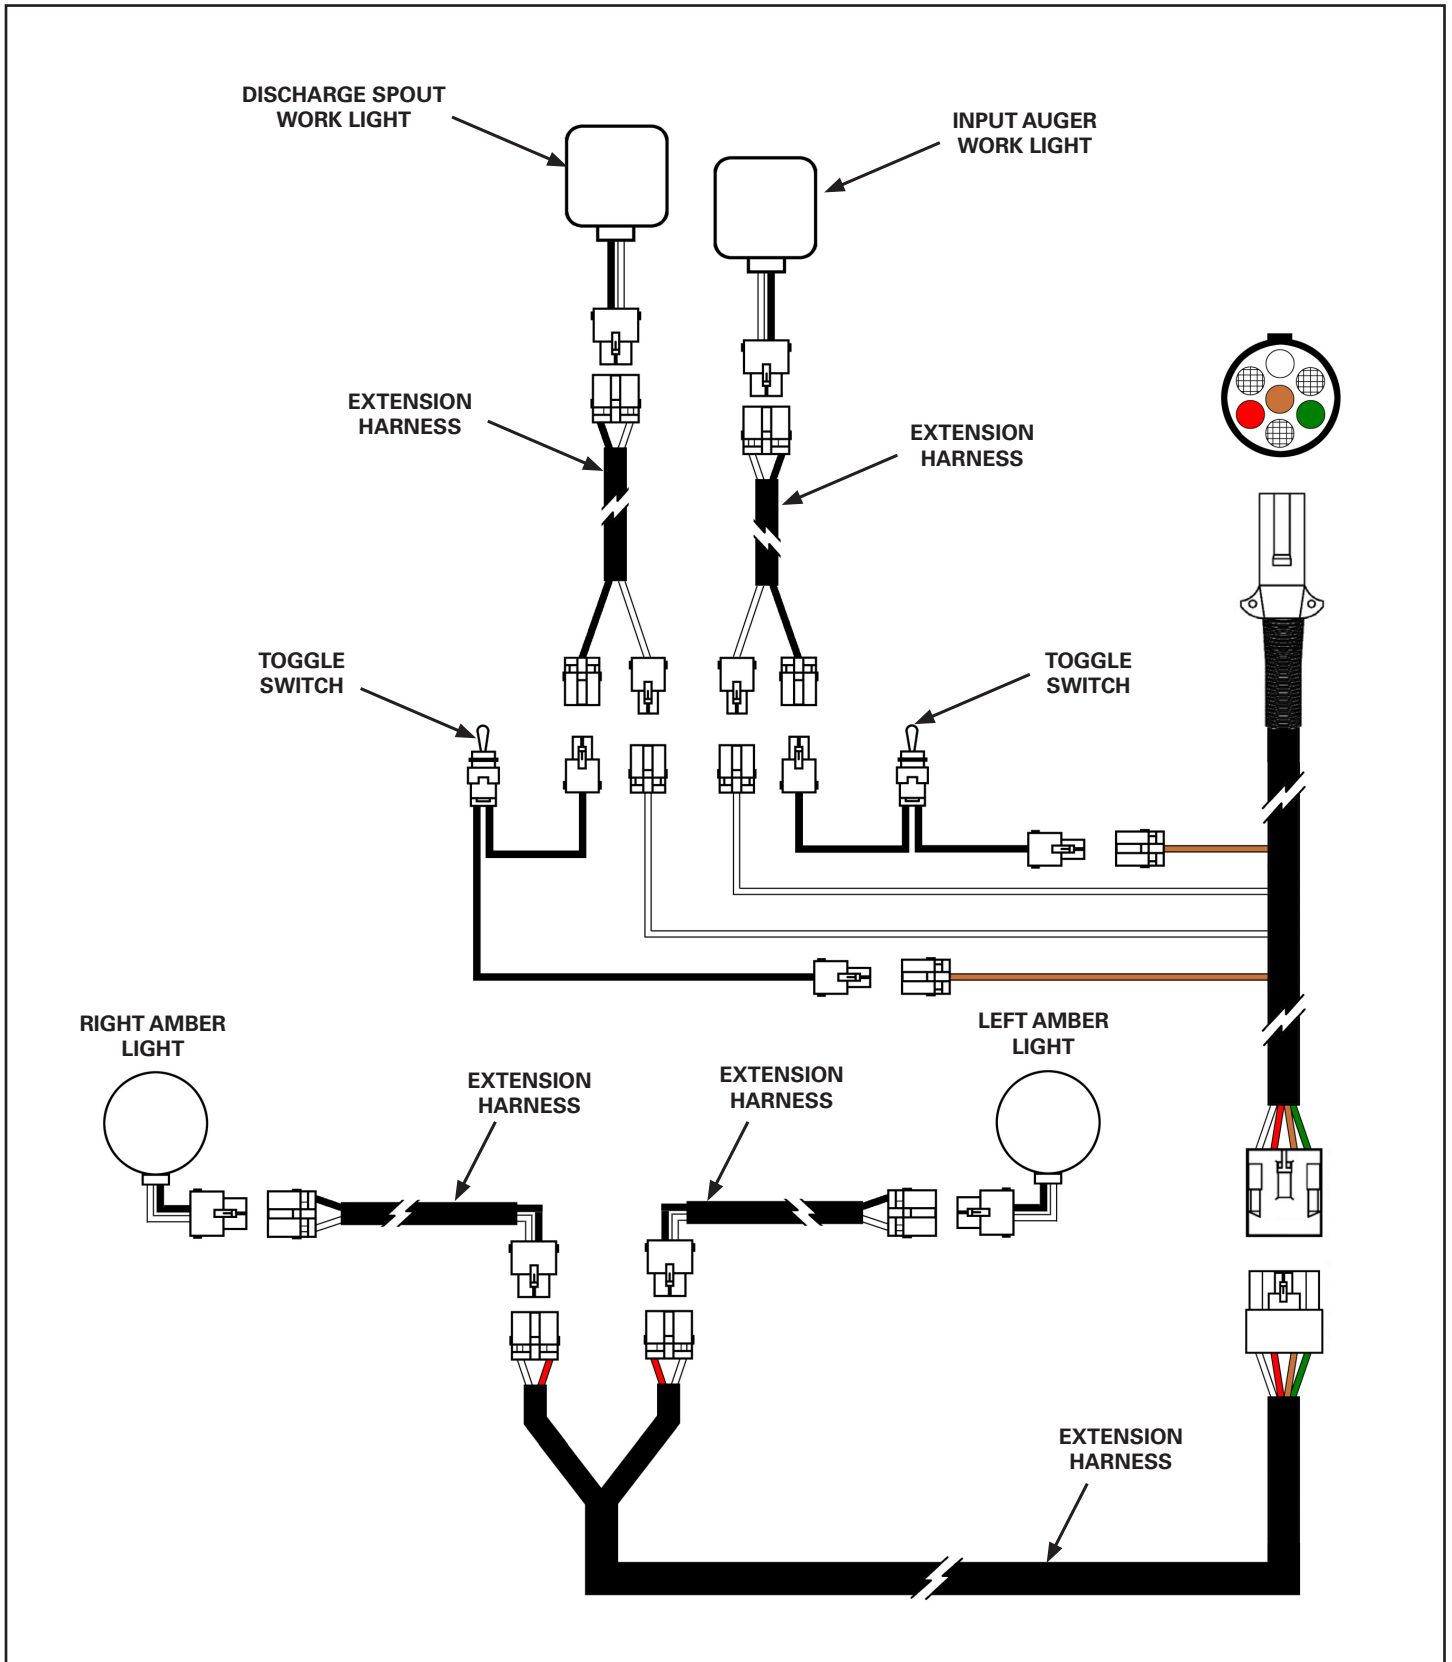 DISCHARGE SPOUT
WORK LIGHT
INPUT AUGER
WORK LIGHT
EXTENSION
HARNESS
EXTENSION
HARNESS
TOGGLE
SWITCH
TOGGLE
SWITCH
RIGHT AMBER
LIGHT
LEFT AMBER
LIGHT
EXTENSION
HARNESS
EXTENSION
HARNESS
EXTENSION
HARNESS